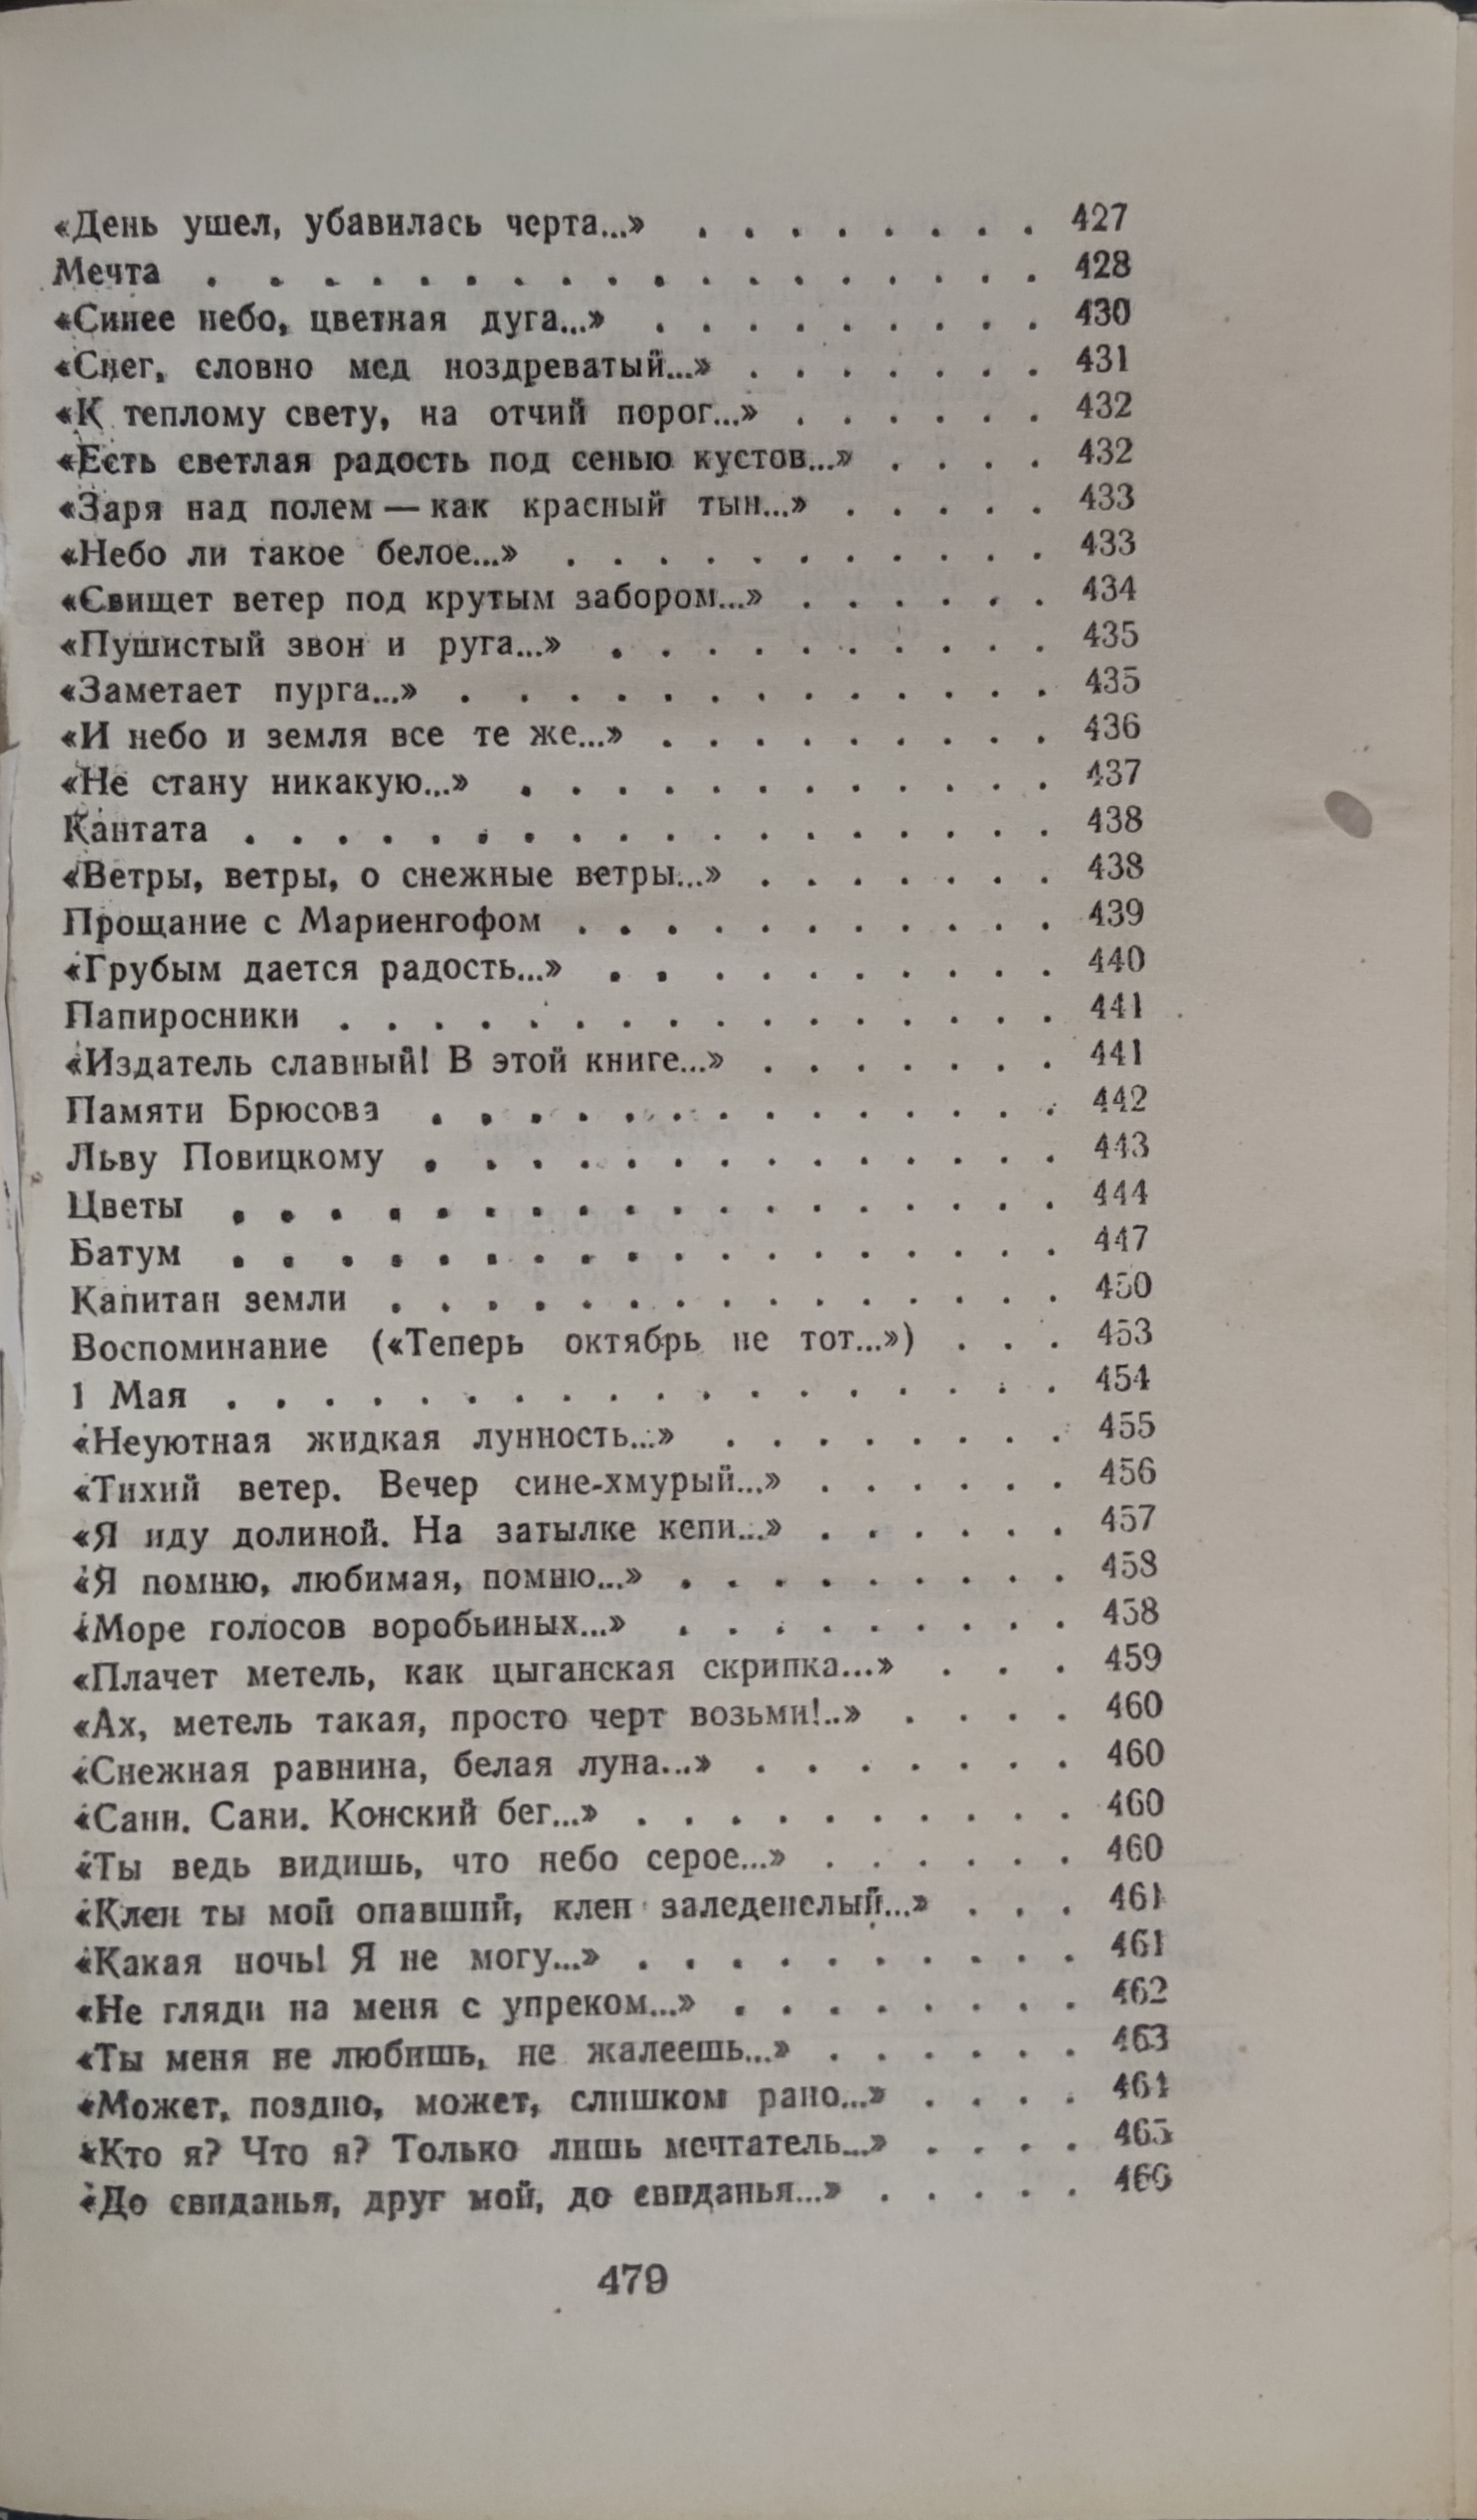 «День ушел, убавилась черта...» . . . . . . . . 427
Мечта . . . . . . . . . . . . . . . . . . 428
«Синее небо, цветная дуга...» . . . . . . . . . 430
«Снег, словно мед ноздреватый...» . . . . . . . 431
«К теплому свету, на отчий порог...» . . . . . . 432
«Есть светлая радость под сенью кустов...» . . . . 432
«Заря над полем — как красный тын...» . . . . . 433
«Небо ли такое белое...» . . . . . . . . . . . 433
«Свищет ветер под крутым забором...» . . . . . . 434
«Пушистый звон и руга...» . . . . . . . . . . 435
«Заметает пурга...» . . . . . . . . . . . . . 435
«И небо и земля все те же...» . . . . . . . . . 436
«Не стану никакую...» . . . . . . . . . . . . 437
Кантата . . . . . . . . . . . . . . . . . . 438
«Ветры, ветры, о снежные ветры...» . . . . . . . 438
Прощание с Мариенгофом . . . . . . . . . . . 439
«Грубым дается радость...» . . . . . . . . . . 440
Папиросники . . . . . . . . . . . . . . . . 441
«Издатель славный! В этой книге...» . . . . . . . 441
Памяти Брюсова . . . . . . . . . . . . . . 442
Льву Повицкому . . . . . . . . . . . . . . 443
Цветы . . . . . . . . . . . . . . . . . . 444
Батум . . . . . . . . . . . . . . . . . . 447
Капитан земли . . . . . . . . . . . . . . . 450
Воспоминание («Теперь октябрь не тот...») . . . 453
1 Мая . . . . . . . . . . . . . . . . . . 454
«Неуютная жидкая лунность...» . . . . . . . . 455
«Тихий ветер. Вечер сине-хмурый...» . . . . . . 456
«Я иду долиной. На затылке кепи...» . . . . . . 457
«Я помню, любимая, помню...» . . . . . . . . . 458
«Море голосов воробьиных...» . . . . . . . . . 458
«Плачет метель, как цыганская скрипка...» . . . 459
«Ах, метель такая, просто черт возьми!..» . . . . 460
«Снежная равнина, белая луна...» . . . . . . . 460
«Сани. Сани. Конский бег...» . . . . . . . . . . 460
«Ты ведь видишь, что небо серое...» . . . . . . 460
«Клен ты мой опавший, клен заледенелый...» . . . 461
«Какая ночь! Я не могу...» . . . . . . . . . . 461
«Не гляди на меня с упреком...» . . . . . . . . 462
«Ты меня не любишь, не жалеешь...» . . . . . . 463
«Может, поздно, может, слишком рано...» . . . . 464
«Кто я? Что я? Только лишь мечтатель...» . . . . 465
«До свиданья, друг мой, до свиданья...» . . . . . 466
479